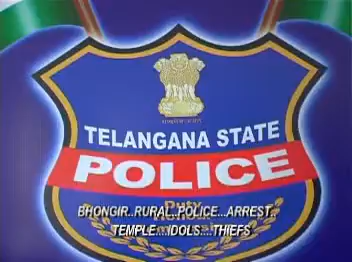 TELANGANA STATE
POLICE
BHONGIR..RURAL..POLICE...ARREST..
TEMPLE....IDOLS....THIEFS